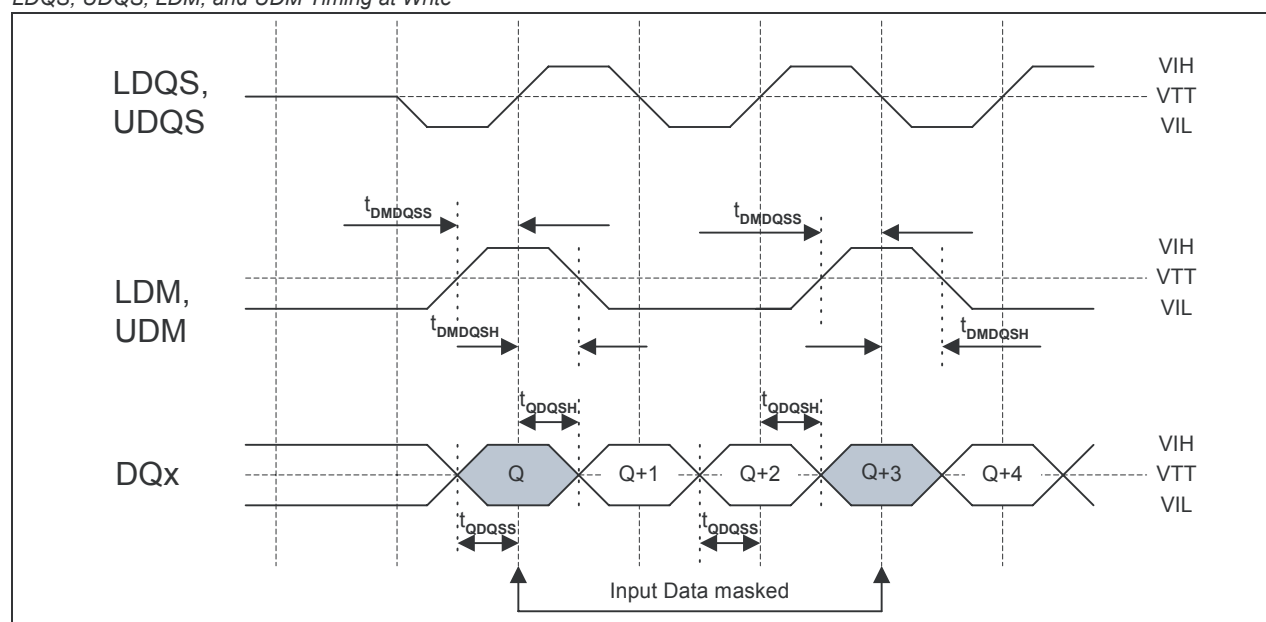 LDQS, UDQS, LDM, and UDM Timing at Write
LDQS,
UDQS
VIH
VTT
VIL
tDMDQSS
tDMDQSS
LDM,
UDM
VIH
VTT
VIL
tDMDQSH
tDMDQSH
tQDQSH
tQDQSH
DQx
Q
Q+1
Q+2
Q+3
Q+4
VIH
VTT
VIL
tQDQSS
tQDQSS
Input Data masked